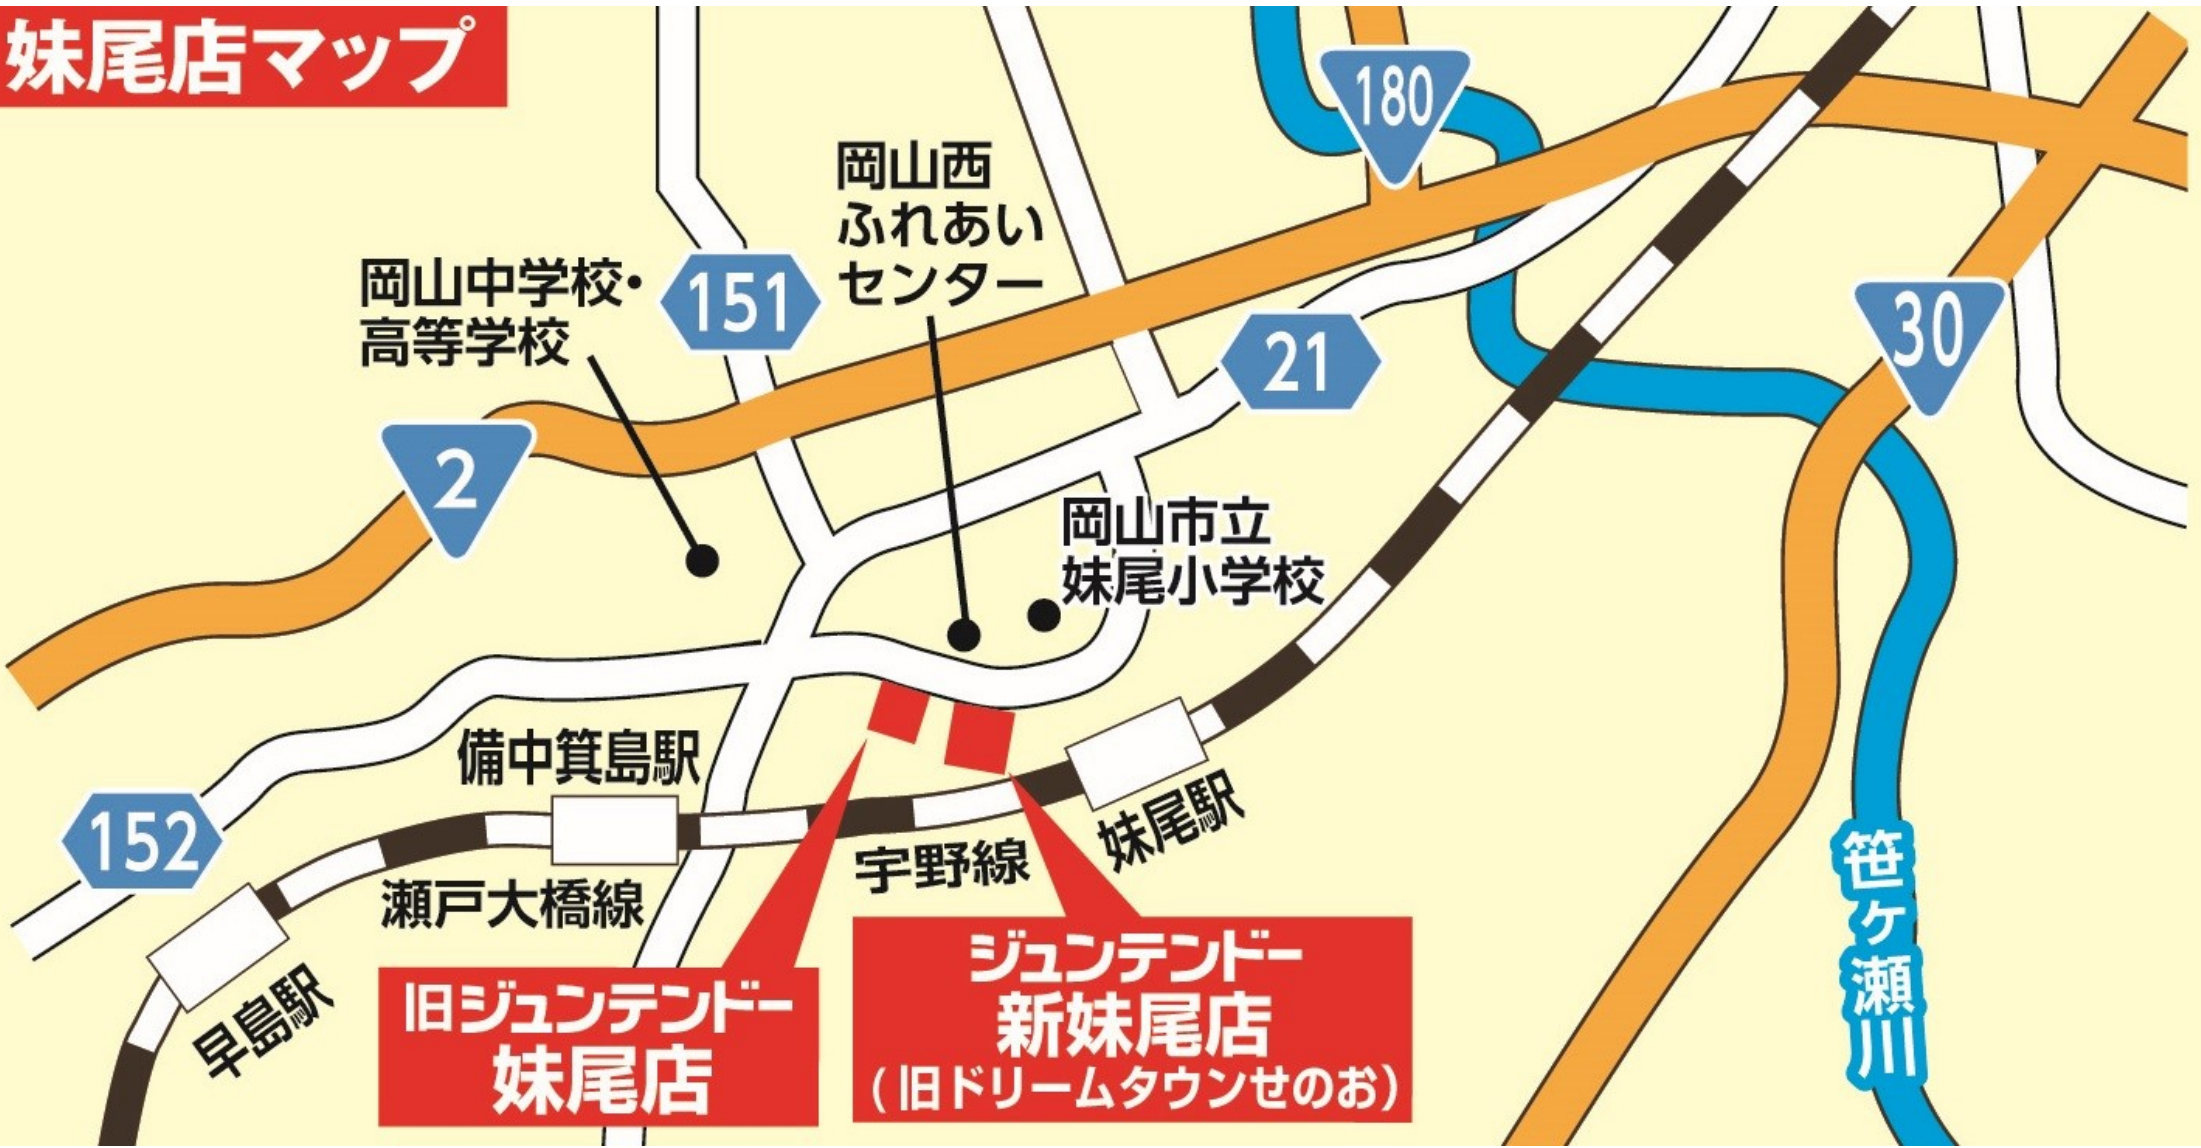 妹尾店マップ
180
岡山西
ふれあい
センター
岡山中学校・
高等学校
151
30
21
2
岡山市立
妹尾小学校
備中箕島駅
152
妹尾駅
宇野線
瀬戸大橋線
早島駅
笹ヶ瀬川
旧ジュンテンドー
妹尾店
ジュンテンドー
新妹尾店
(旧ドリームタウンせのお)